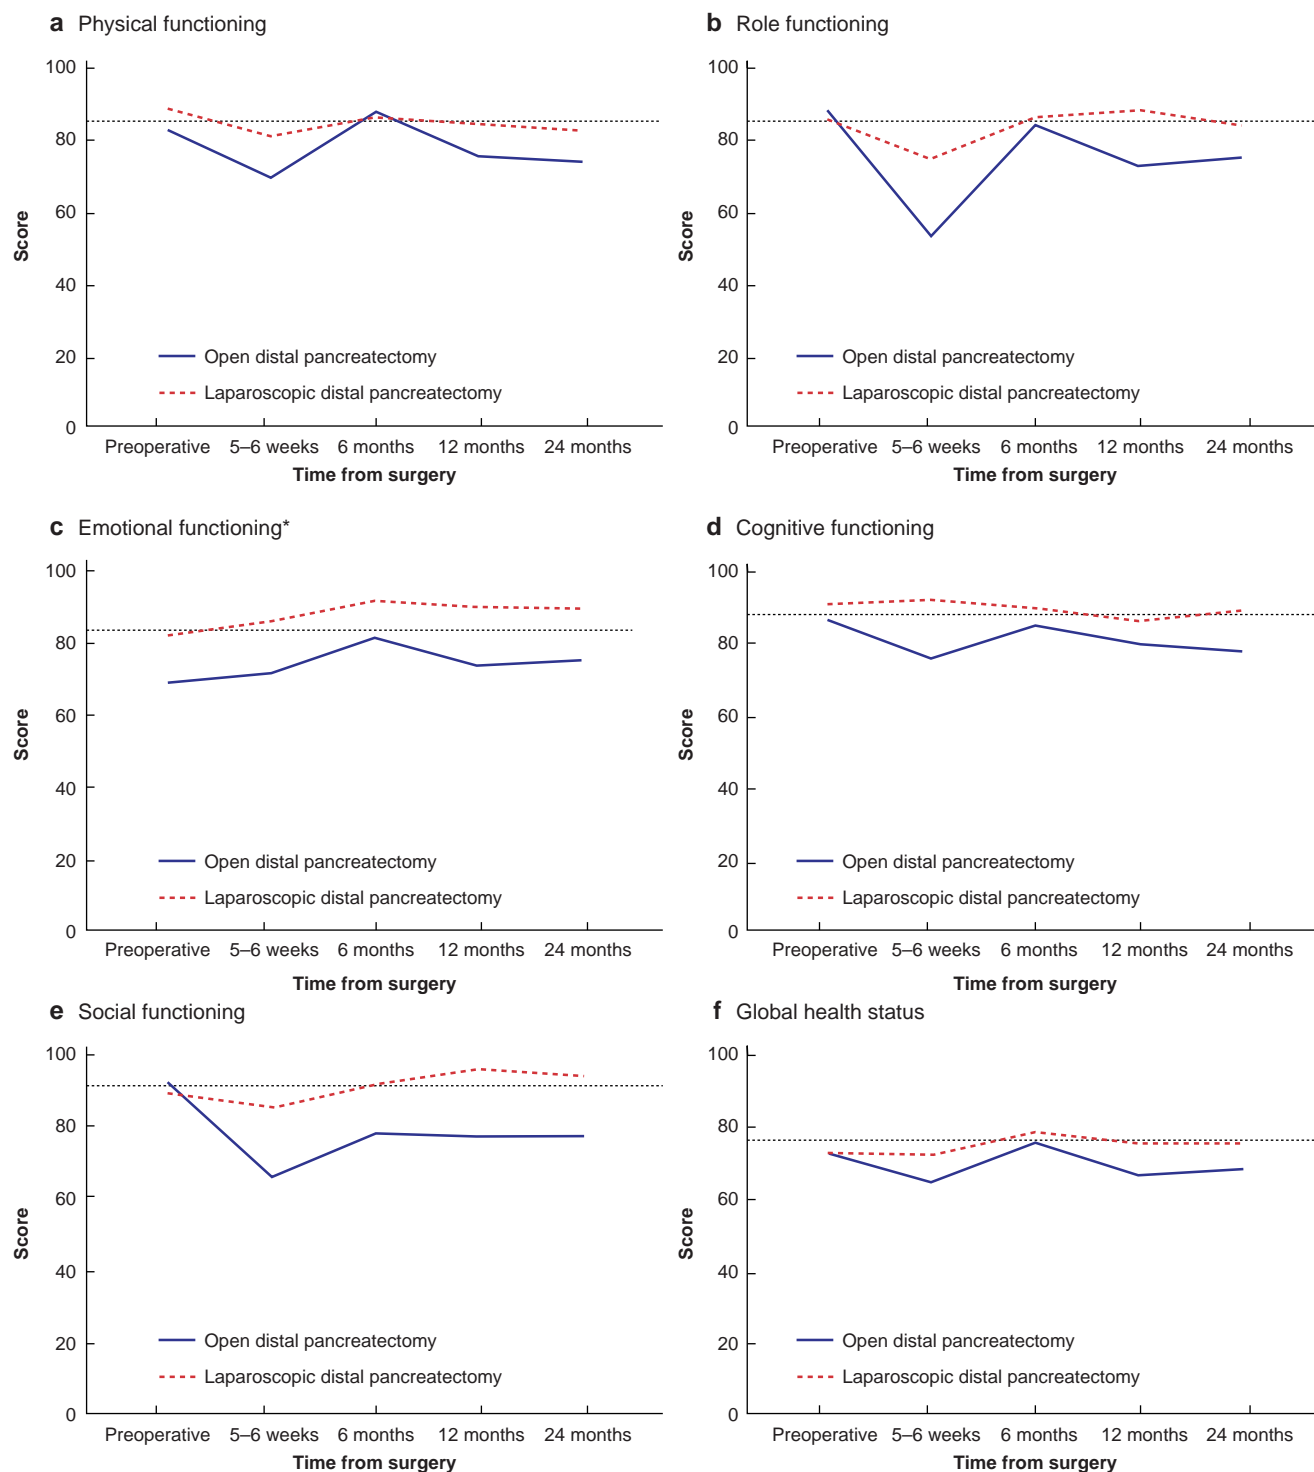 a Physical functioning
100
80
60
40
20
0
Score
Open distal pancreatectomy
Laparoscopic distal pancreatectomy
Preoperative 5–6 weeks 6 months 12 months 24 months
Time from surgery
b Role functioning
100
80
60
40
20
0
Score
Open distal pancreatectomy
Laparoscopic distal pancreatectomy
Preoperative 5–6 weeks 6 months 12 months 24 months
Time from surgery
c Emotional functioning*
100
80
60
40
20
0
Score
Open distal pancreatectomy
Laparoscopic distal pancreatectomy
Preoperative 5–6 weeks 6 months 12 months 24 months
Time from surgery
d Cognitive functioning
100
80
60
40
20
0
Score
Open distal pancreatectomy
Laparoscopic distal pancreatectomy
Preoperative 5–6 weeks 6 months 12 months 24 months
Time from surgery
e Social functioning
100
80
60
40
20
0
Score
Open distal pancreatectomy
Laparoscopic distal pancreatectomy
Preoperative 5–6 weeks 6 months 12 months 24 months
Time from surgery
f Global health status
100
80
60
40
20
0
Score
Open distal pancreatectomy
Laparoscopic distal pancreatectomy
Preoperative 5–6 weeks 6 months 12 months 24 months
Time from surgery